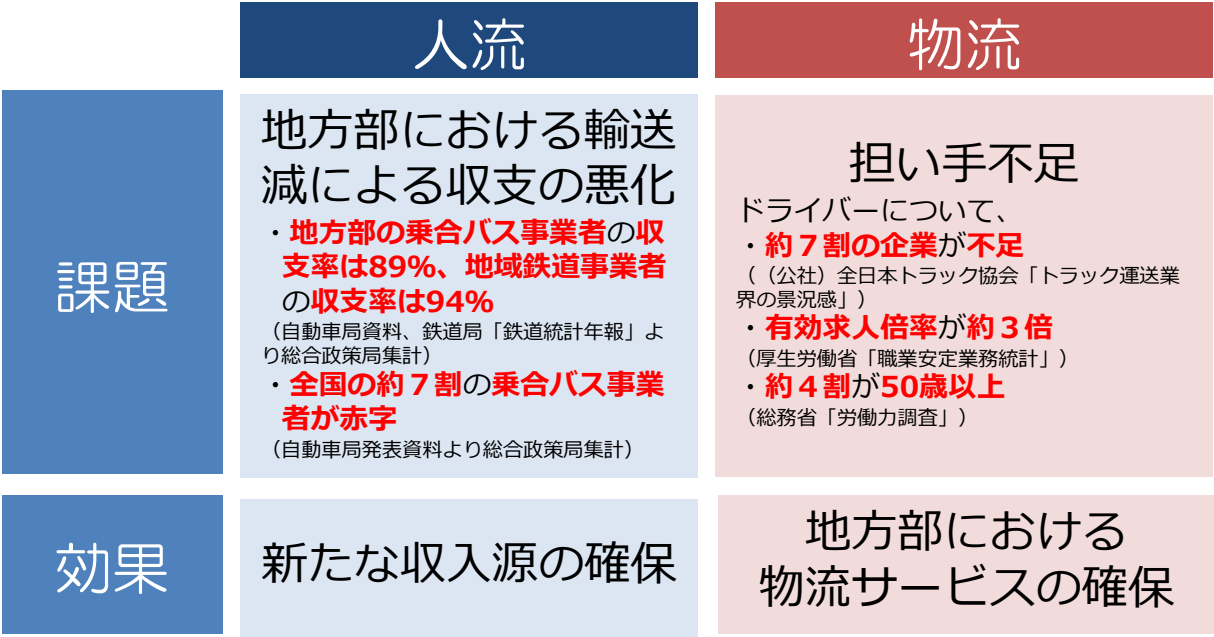 人流
物流
課題
地方部における輸送
減による収支の悪化
・地方部の乗合バス事業者の収
支率は89%、地域鉄道事業者
の収支率は94%
（自動車局資料、鉄道局「鉄道統計年報」よ
り総合政策局集計）
・全国の約７割の乗合バス事業
者が赤字
（自動車局発表資料より総合政策局集計）
担い手不足
ドライバーについて、
・約７割の企業が不足
（（公社）全日本トラック協会「トラック運送業
界の景況感」）
・有効求人倍率が約３倍
（厚生労働省「職業安定業務統計」）
・約４割が50歳以上
（総務省「労働力調査」）
効果
新たな収入源の確保
地方部における
物流サービスの確保